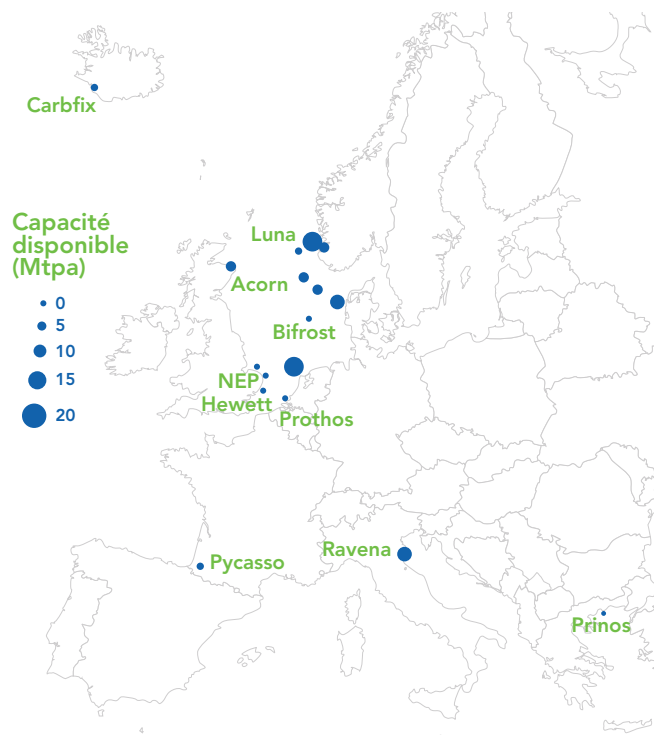 Carbfix
Capacité
disponible
(Mtpa)
0
5
10
15
20
Luna
Acorn
Bifrost
NEP
Hewett
Prothos
Pycasso
Ravena
Prinos